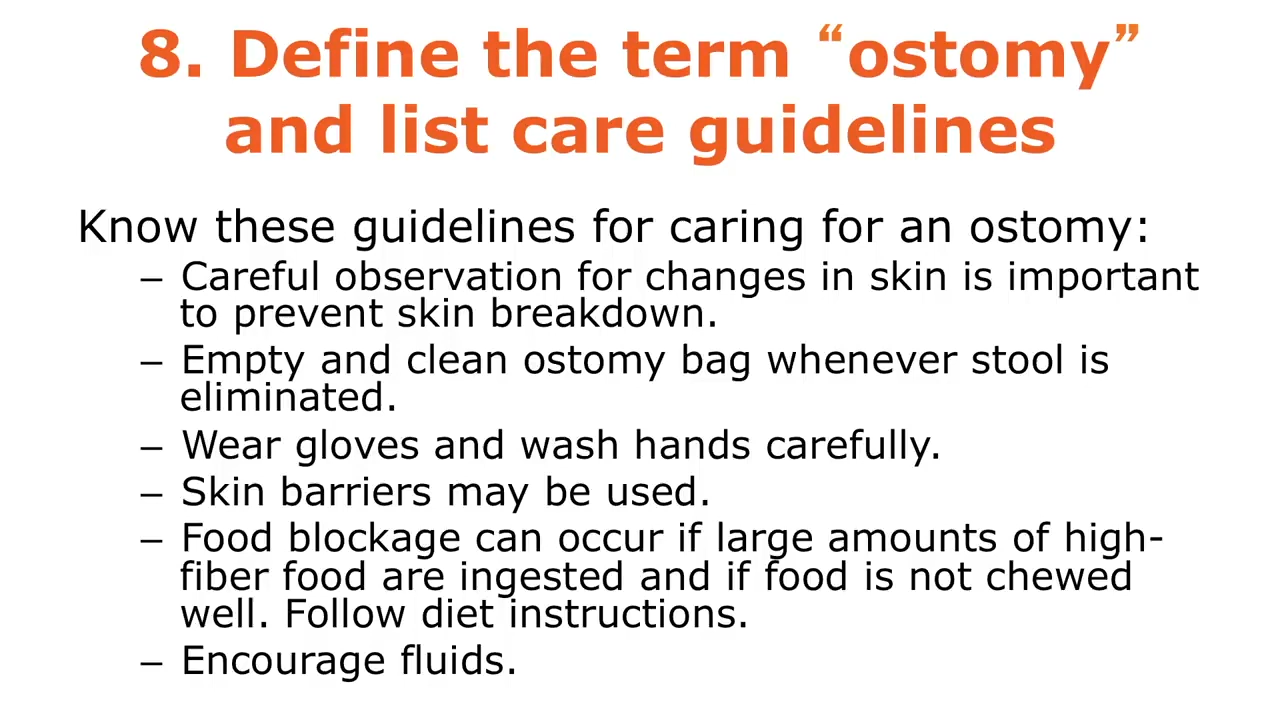 8. Define the term “ostomy”
and list care guidelines
Know these guidelines for caring for an ostomy:
– Careful observation for changes in skin is important
to prevent skin breakdown.
– Empty and clean ostomy bag whenever stool is
eliminated.
– Wear gloves and wash hands carefully.
– Skin barriers may be used.
– Food blockage can occur if large amounts of high-
fiber food are ingested and if food is not chewed
well. Follow diet instructions.
– Encourage fluids.